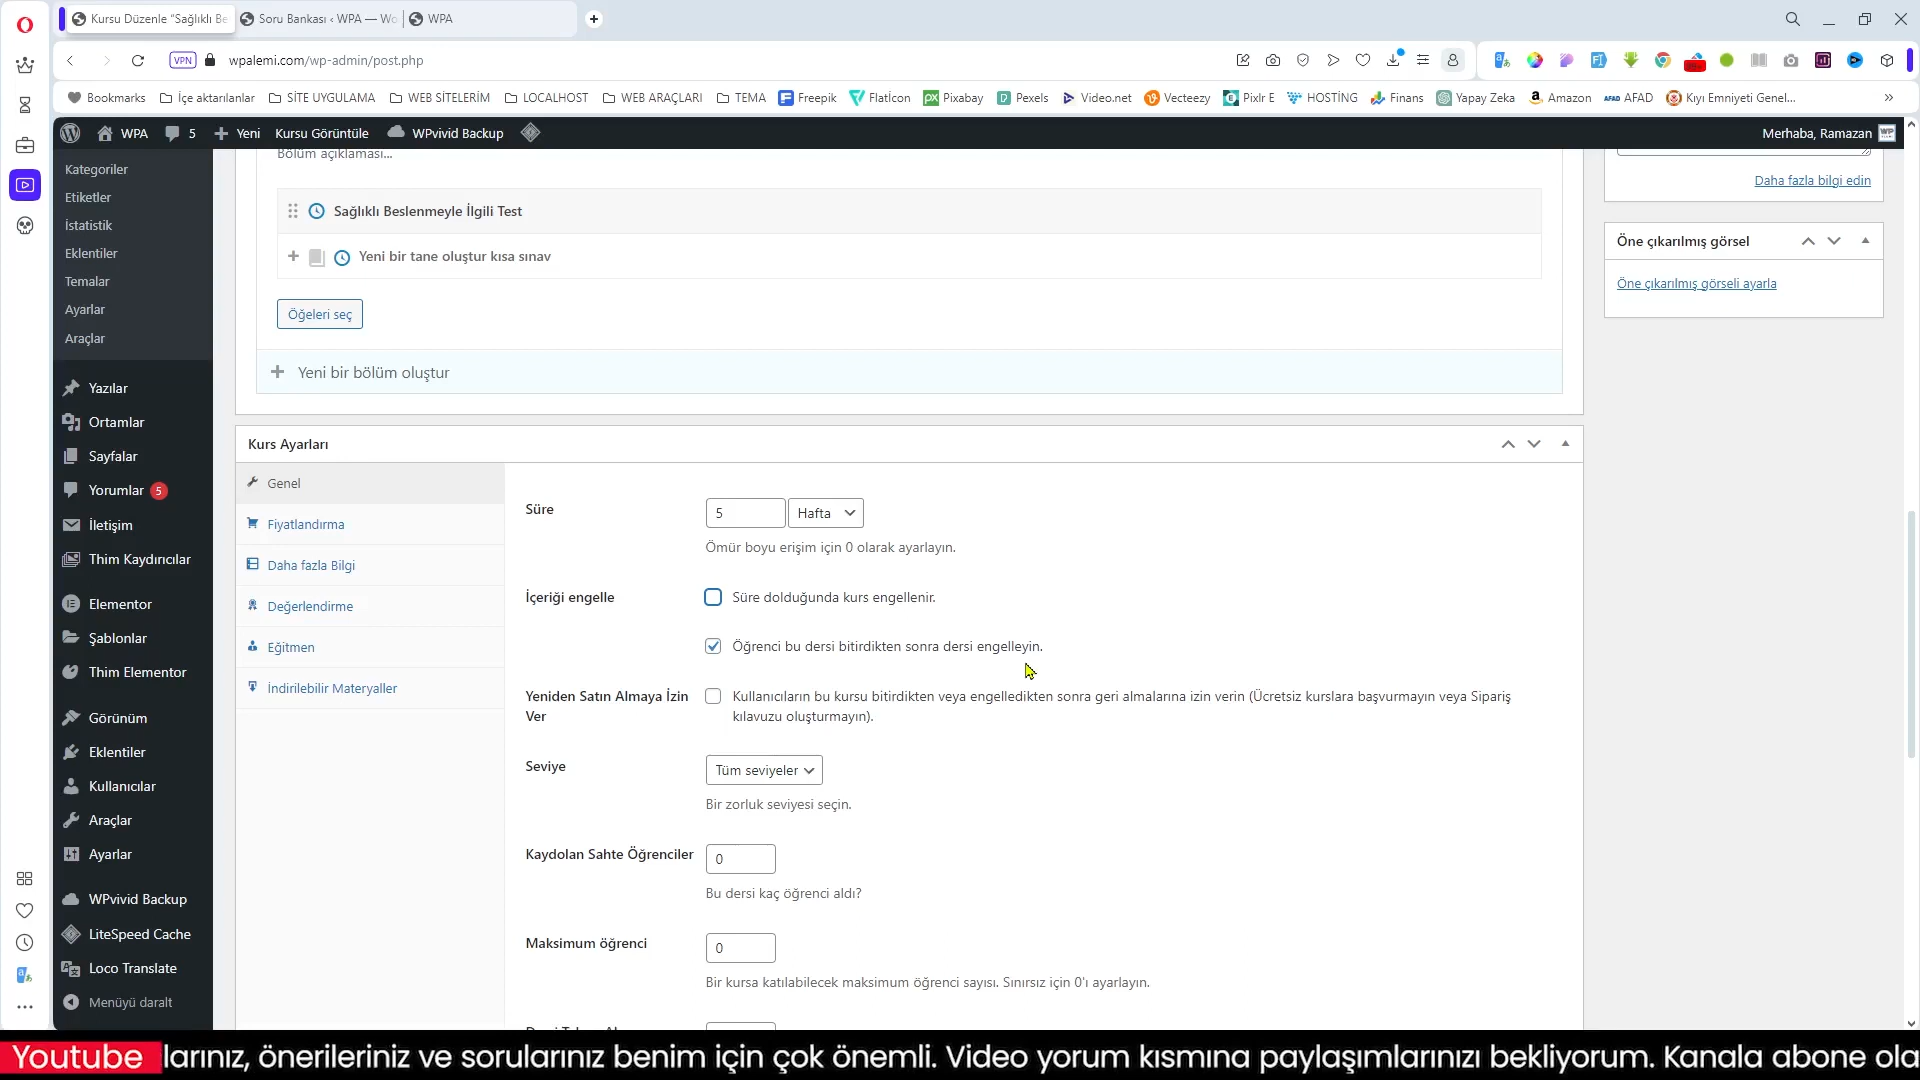 Kursu Düzenle "Sağlıklı Be
Soru Bankası ‹ WPA — Wo
WPA
VPN
wpalemi.com/wp-admin/post.php
Bookmarks
İçe aktarılanlar
SİTE UYGULAMA
WEB SİTELERİM
LOCALHOST
WEB ARAÇLARI
TEMA
Freepik
Flatİcon
Pixabay
Pexels
Video.net
Vecteezy
Pixlr E
HOSTİNG
Finans
Yapay Zeka
Amazon
AFAD
Kıyı Emniyeti Genel...
WPA
5
Yeni
Kursu Görüntüle
WPvivid Backup
Merhaba, Ramazan
Kategoriler
Etiketler
İstatistik
Eklentiler
Temalar
Ayarlar
Araçlar
Yazılar
Ortamlar
Sayfalar
Yorumlar 5
İletişim
Thim Kaydırıcılar
Elementor
Şablonlar
Thim Elementor
Görünüm
Eklentiler
Kullanıcılar
Araçlar
Ayarlar
WPvivid Backup
LiteSpeed Cache
Loco Translate
Menüyü daralt
Bölüm açıklaması...
Sağlıklı Beslenmeyle İlgili Test
Yeni bir tane oluştur kısa sınav
Öğeleri seç
Yeni bir bölüm oluştur
Daha fazla bilgi edin
Öne çıkarılmış görsel
Öne çıkarılmış görseli ayarla
Kurs Ayarları
Genel
Fiyatlandırma
Daha fazla Bilgi
Değerlendirme
Eğitmen
İndirilebilir Materyaller
Süre
5
Hafta
Ömür boyu erişim için 0 olarak ayarlayın.
İçeriği engelle
Süre dolduğunda kurs engellenir.
Öğrenci bu dersi bitirdikten sonra dersi engelleyin.
Yeniden Satın Almaya İzin
Ver
Kullanıcıların bu kursu bitirdikten veya engelledikten sonra geri almalarına izin verin (Ücretsiz kurslara başvurmayın veya Sipariş
kılavuzu oluşturmayın).
Seviye
Tüm seviyeler
Bir zorluk seviyesi seçin.
Kaydolan Sahte Öğrenciler
0
Bu dersi kaç öğrenci aldı?
Maksimum öğrenci
0
Bir kursa katılabilecek maksimum öğrenci sayısı. Sınırsız için 0'ı ayarlayın.
Youtube
larınız, önerileriniz ve sorularınız benim için çok önemli. Video yorum kısmına paylaşımlarınızı bekliyorum. Kanala abone ola